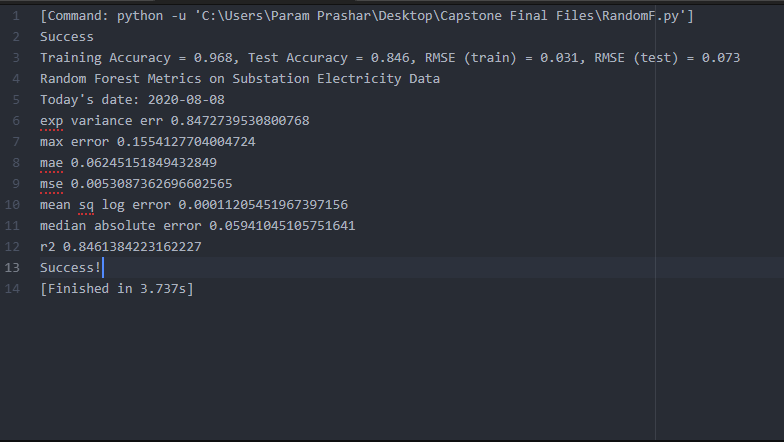 1 [Command: python -u 'C:\Users\Param Prashar\Desktop\Capstone Final Files\RandomF.py']
2 Success
3 Training Accuracy = 0.968, Test Accuracy = 0.846, RMSE (train) = 0.031, RMSE (test) = 0.073
4 Random Forest Metrics on Substation Electricity Data
5 Today's date: 2020-08-08
6 exp variance err 0.8472739530800768
7 max error 0.1554127704004724
8 mae 0.06245151849432849
9 mse 0.0053087362696602565
10 mean sq log error 0.00011205451967397156
11 median absolute error 0.05941045105751641
12 r2 0.8461384223162227
13 Success!
14 [Finished in 3.737s]